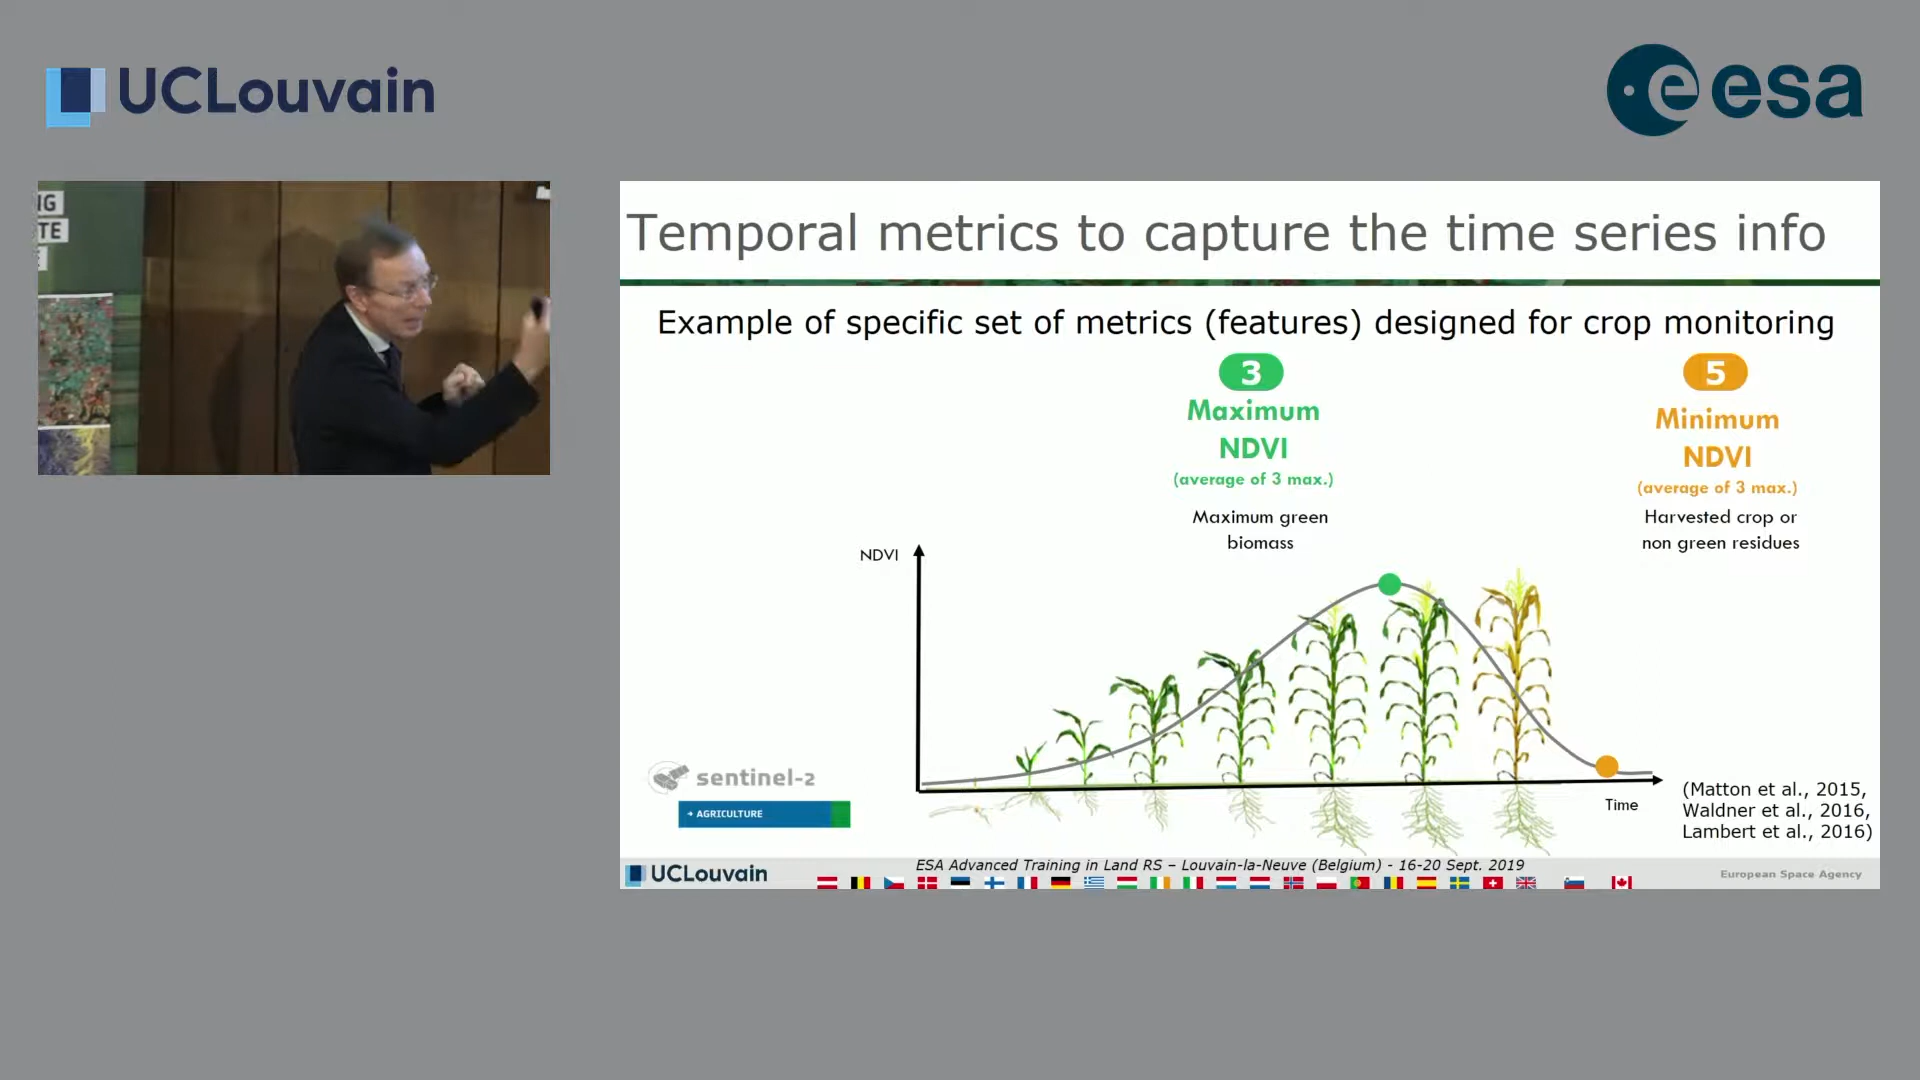 UCLouvain
esa
NG
TE
Temporal metrics to capture the time series info
Example of specific set of metrics (features) designed for crop monitoring
3
Maximum
NDVI
(average of 3 max.)
Maximum green
biomass
5
Minimum
NDVI
(average of 3 max.)
Harvested crop or
non green residues
NDVI
Time
sentinel-2
→ AGRICULTURE
(Matton et al., 2015,
Waldner et al., 2016,
Lambert et al., 2016)
UCLouvain
ESA Advanced Training in Land RS – Louvain-la-Neuve (Belgium) - 16-20 Sept. 2019
European Space Agency